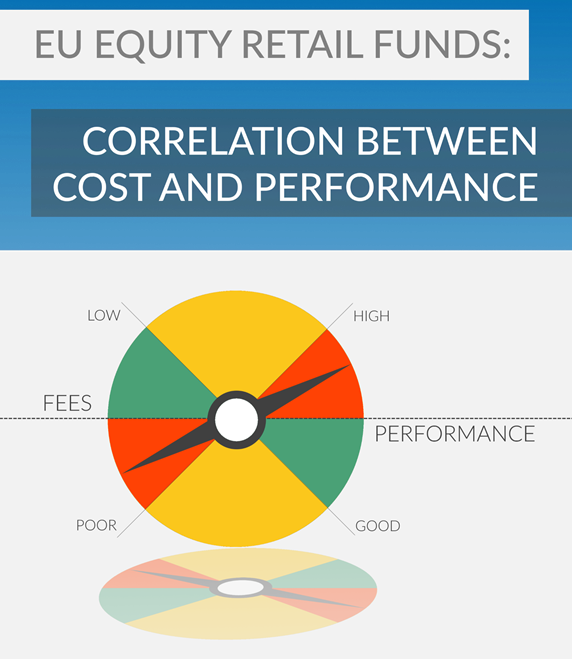 EU EQUITY RETAIL FUNDS:
CORRELATION BETWEEN
COST AND PERFORMANCE
LOW
HIGH
FEES
PERFORMANCE
POOR
GOOD